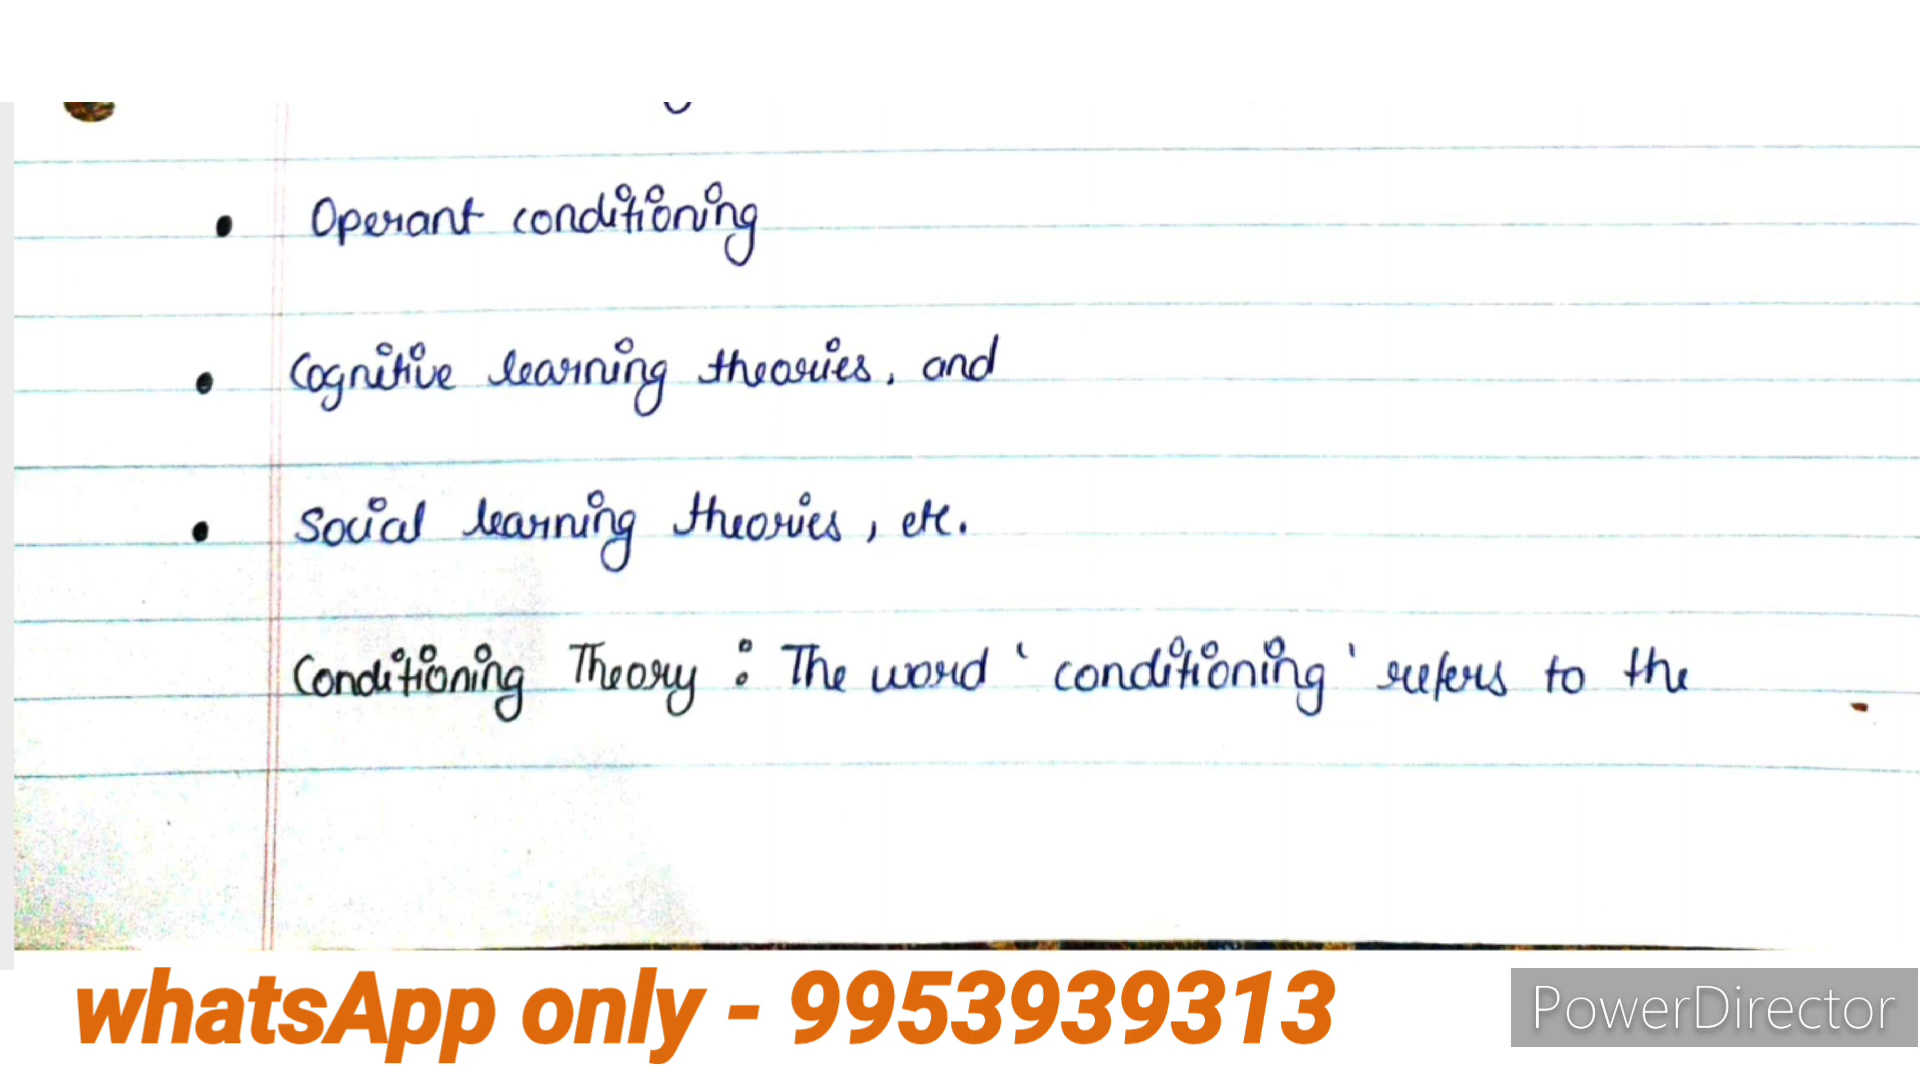 • Operant conditioning
• Cognitive learning theories, and
• Social learning theories, etc.
Conditioning Theory : The word 'conditioning' refers to the
whatsApp only - 9953939313
PowerDirector